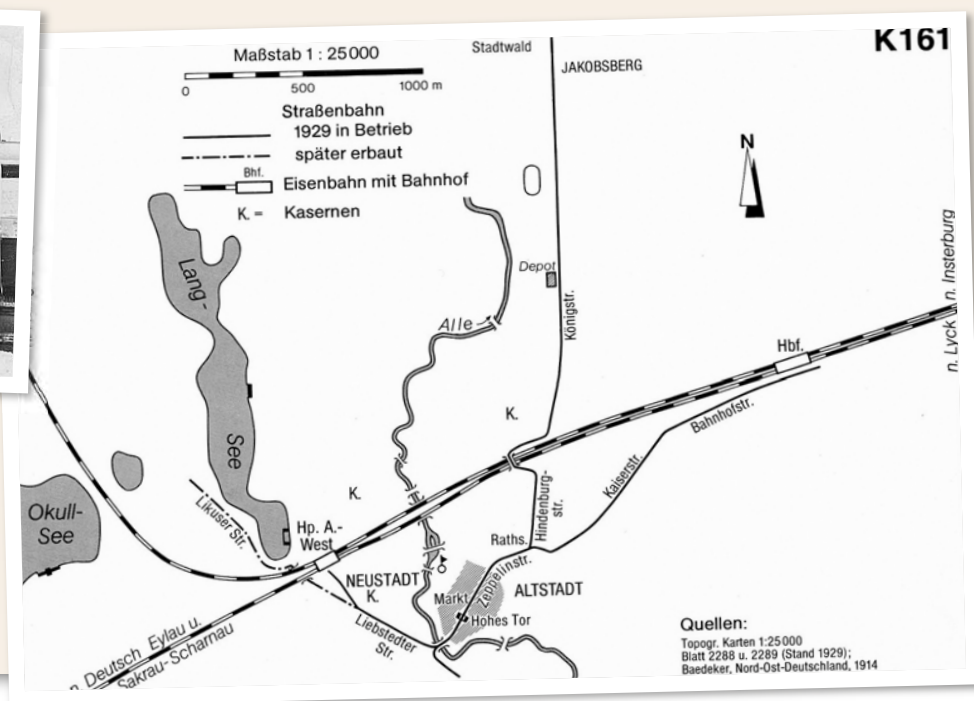 K161
Maßstab 1 : 25000
0 500 1000 m
Straßenbahn
1929 in Betrieb
später erbaut
Bhf.
Eisenbahn mit Bahnhof
K. = Kasernen
Stadtwald
JAKOBSBERG
N
Depot
Königstr.
Lang-
See
Alle
n. Lyck
n. Insterburg
Hbf.
Bahnhofstr.
K.
Kaiserstr.
Hindenburg-
str.
K.
Okull-
See
Likuser Str.
Hp. A.-
West
Raths.
Zeppelinstr.
NEUSTADT
K.
Markt
ALTSTADT
Hohes Tor
Liebstedter
Str.
n. Deutsch Eylau u.
Sakrau-Scharnau
Quellen:
Topogr. Karten 1:25000
Blatt 2288 u. 2289 (Stand 1929);
Baedeker, Nord-Ost-Deutschland, 1914